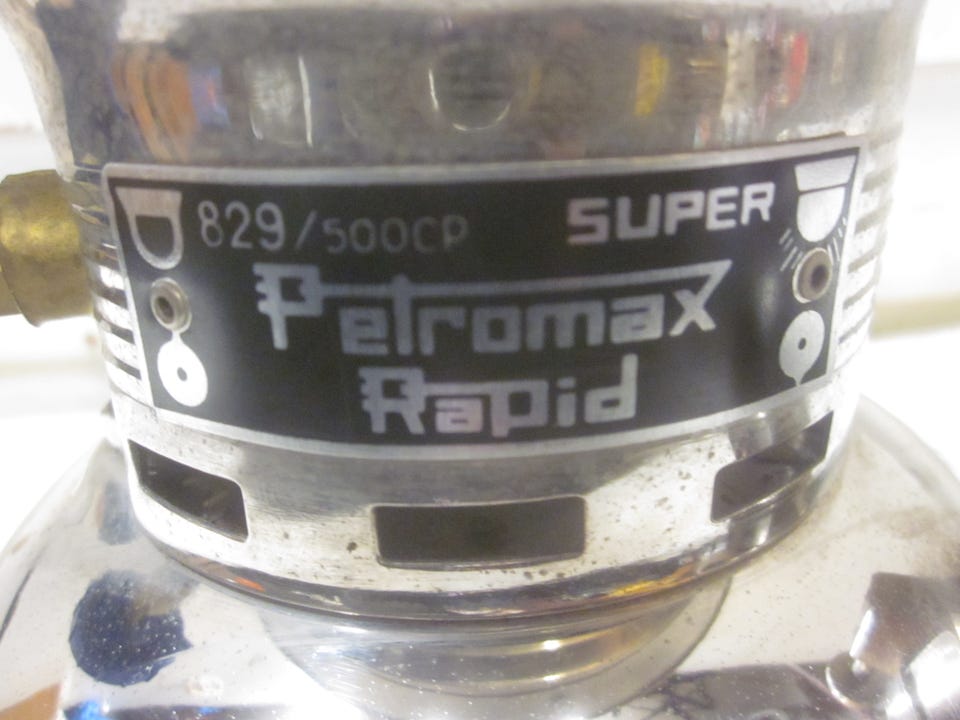 829/500CP SUPER
Petromax
Rapid